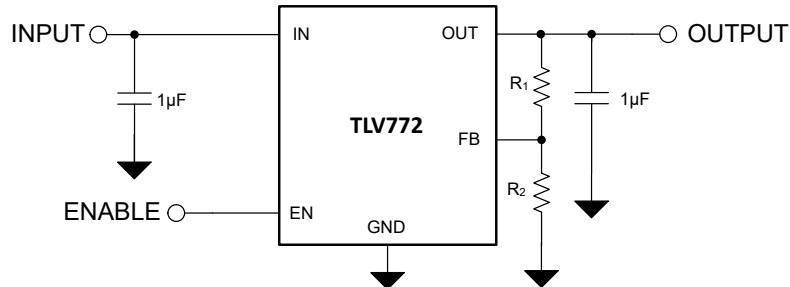 INPUT
IN
OUT
OUTPUT
1µF
R1
1µF
TLV772
FB
R2
ENABLE
EN
GND